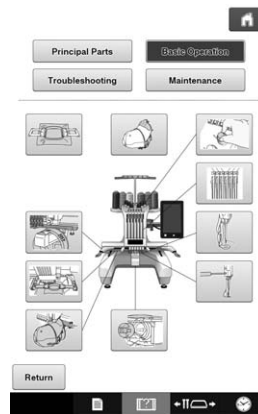 Principal Parts
Basic Operation
Troubleshooting
Maintenance
Return